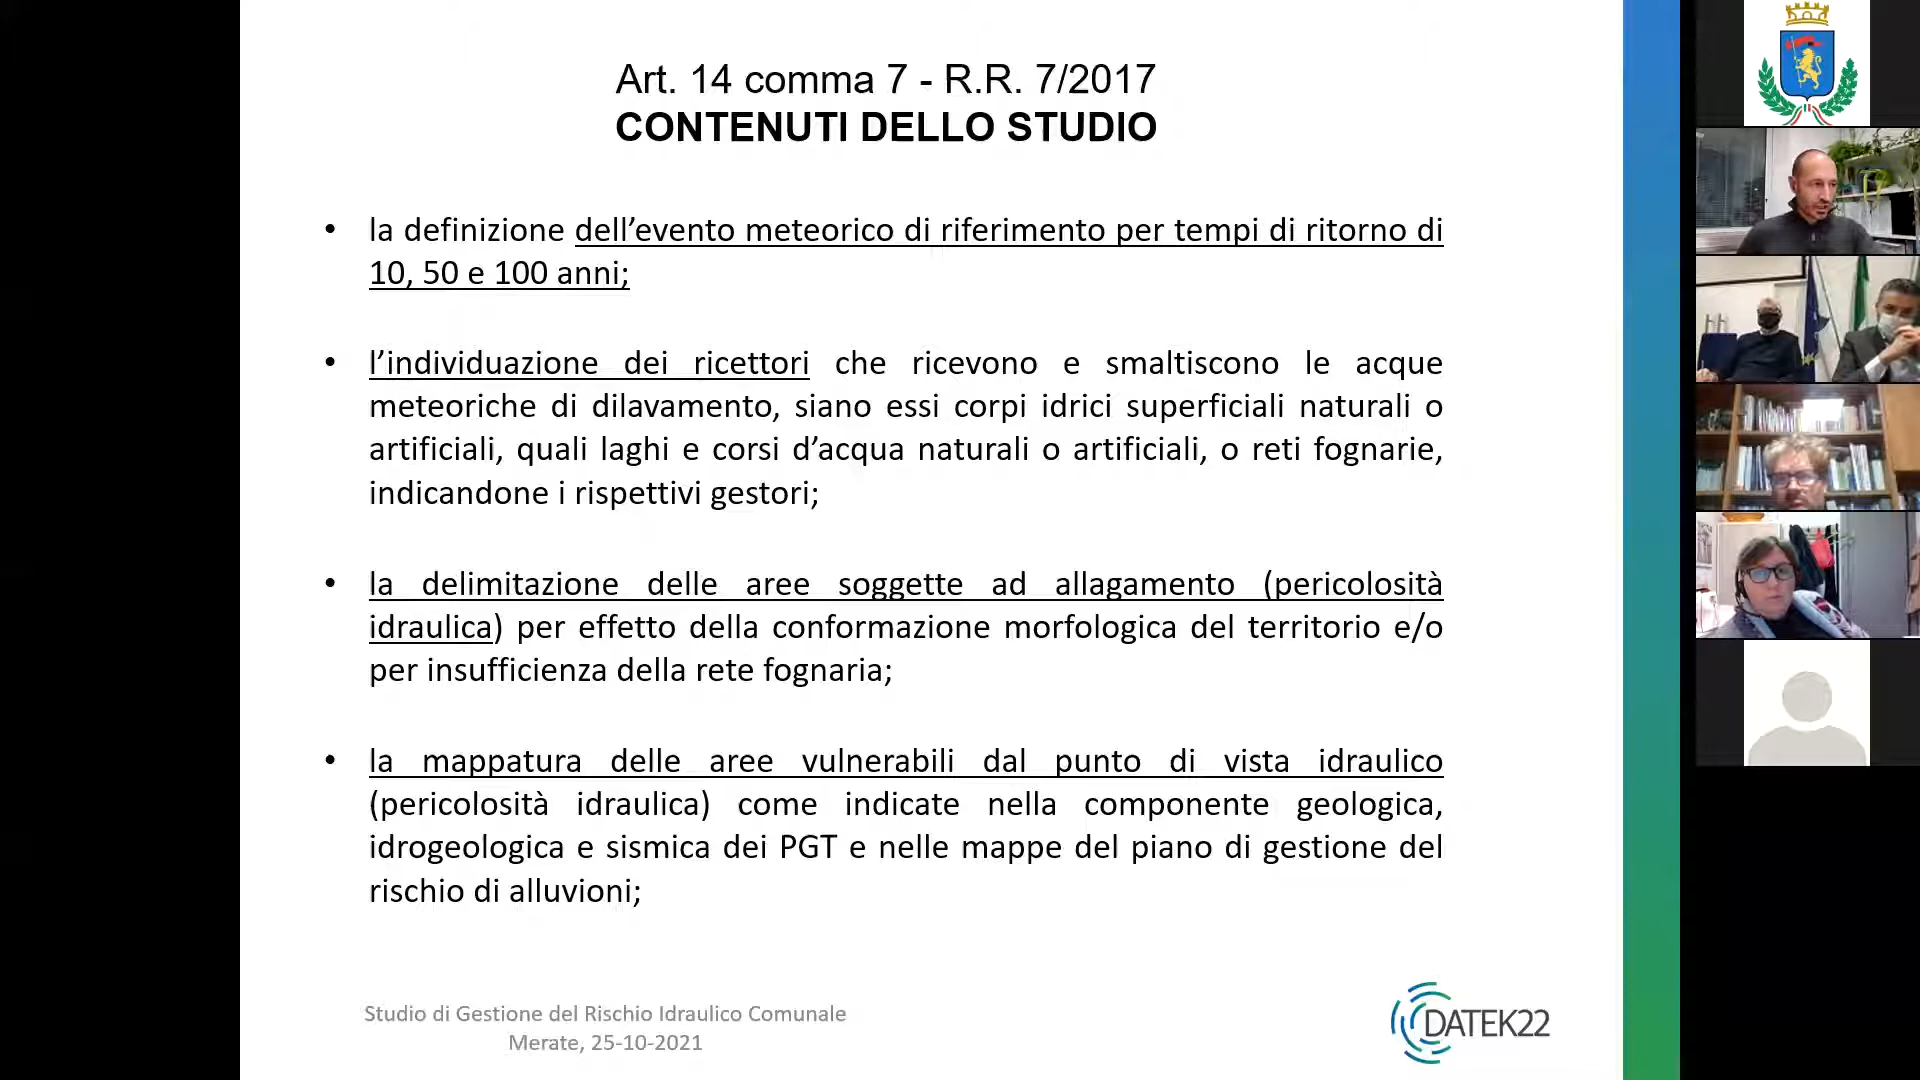 Art. 14 comma 7 - R.R. 7/2017
CONTENUTI DELLO STUDIO
• la definizione dell’evento meteorico di riferimento per tempi di ritorno di
10, 50 e 100 anni;
• l’individuazione dei ricettori che ricevono e smaltiscono le acque
meteoriche di dilavamento, siano essi corpi idrici superficiali naturali o
artificiali, quali laghi e corsi d’acqua naturali o artificiali, o reti fognarie,
indicandone i rispettivi gestori;
• la delimitazione delle aree soggette ad allagamento (pericolosità
idraulica) per effetto della conformazione morfologica del territorio e/o
per insufficienza della rete fognaria;
• la mappatura delle aree vulnerabili dal punto di vista idraulico
(pericolosità idraulica) come indicate nella componente geologica,
idrogeologica e sismica dei PGT e nelle mappe del piano di gestione del
rischio di alluvioni;
Studio di Gestione del Rischio Idraulico Comunale
Merate, 25-10-2021
DATEK22